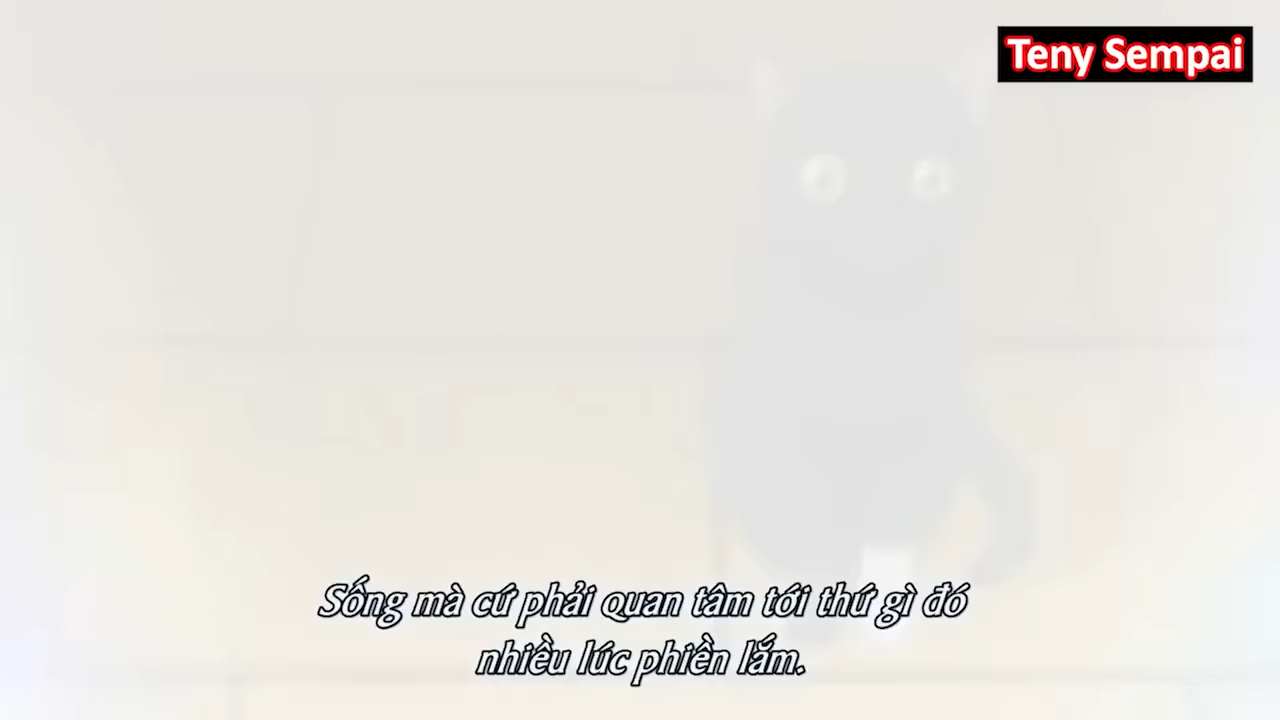 Teny Sempai
Sống mà cứ phải quan tâm tới thứ gì đó
nhiều lúc phiền lắm.